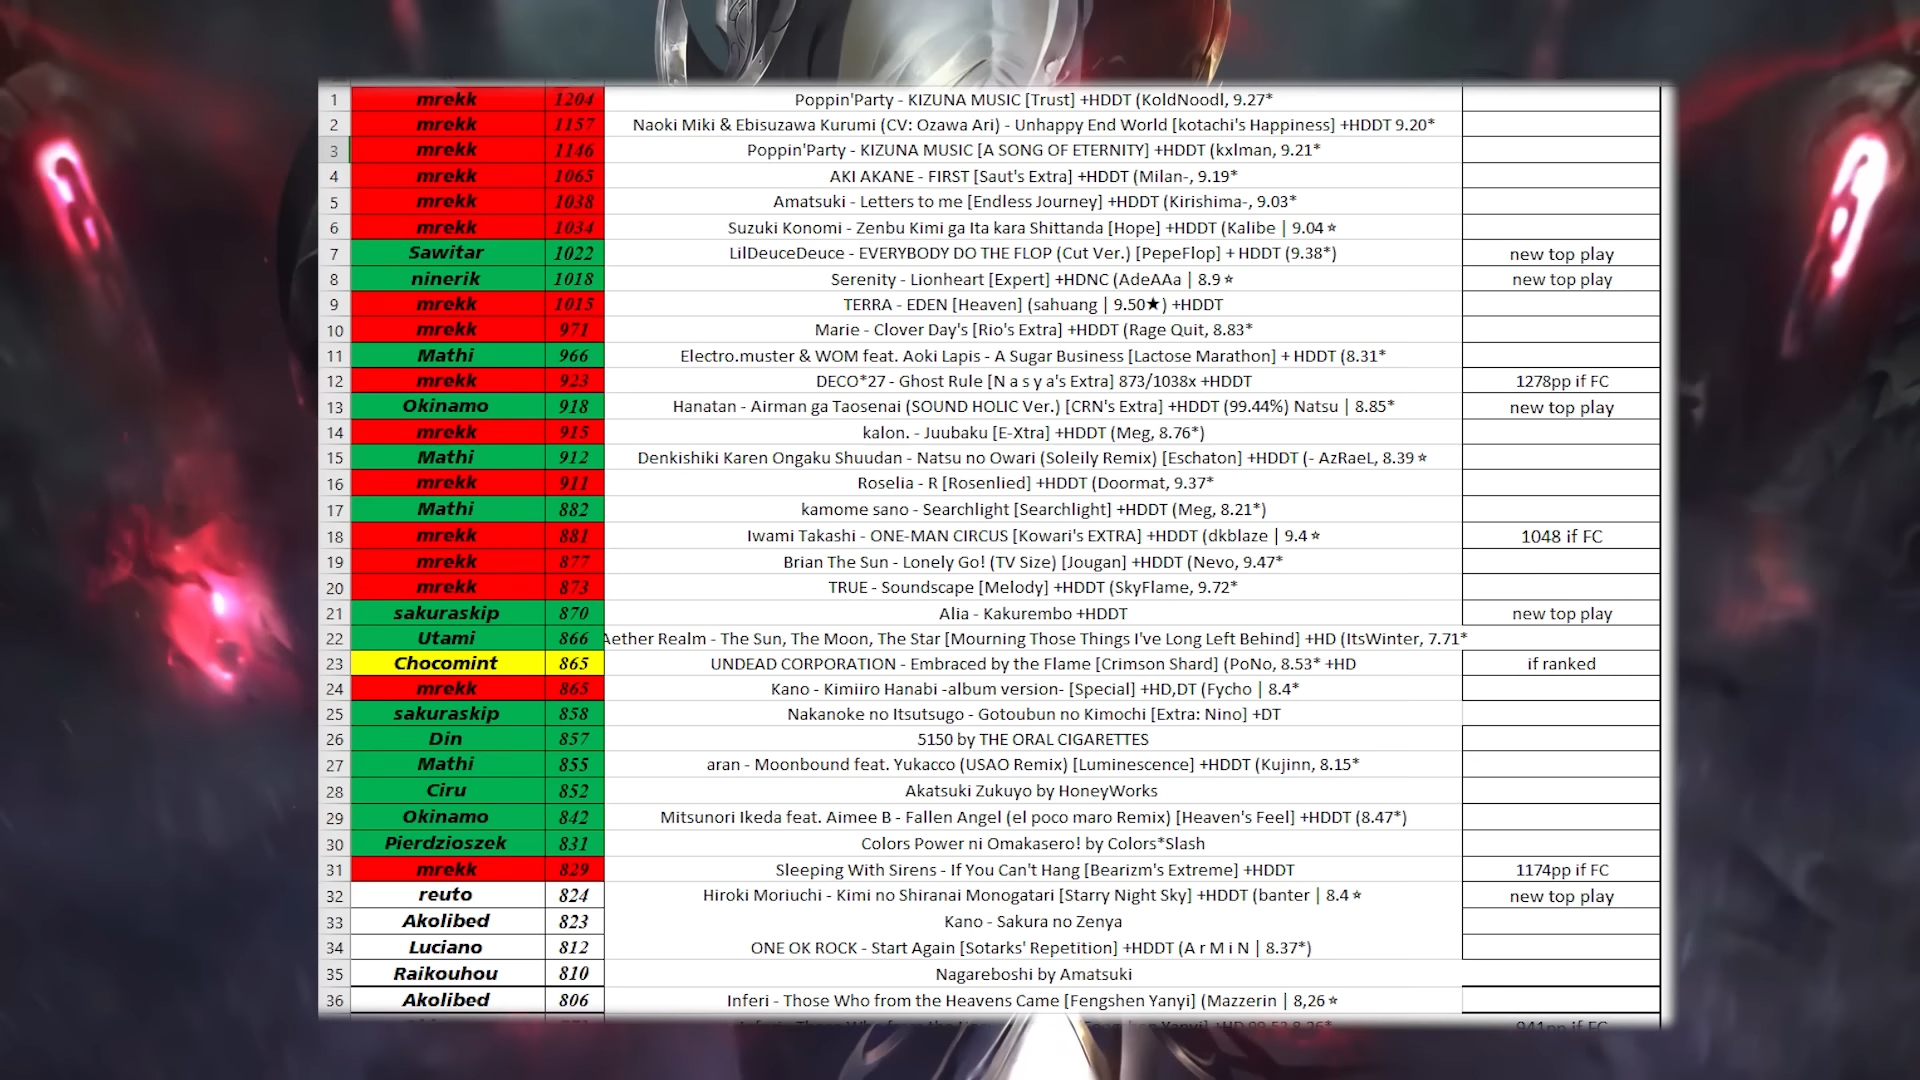 1 mrekk 1204 Poppin'Party - KIZUNA MUSIC [Trust] +HDDT (KoldNoodl, 9.27*
2 mrekk 1157 Naoki Miki & Ebisuzawa Kurumi (CV: Ozawa Ari) - Unhappy End World [kotachi's Happiness] +HDDT 9.20*
3 mrekk 1146 Poppin'Party - KIZUNA MUSIC [A SONG OF ETERNITY] +HDDT (kxlman, 9.21*
4 mrekk 1065 AKI AKANE - FIRST [Saut's Extra] +HDDT (Milan-, 9.19*
5 mrekk 1038 Amatsuki - Letters to me [Endless Journey] +HDDT (Kirishima-, 9.03*
6 mrekk 1034 Suzuki Konomi - Zenbu Kimi ga Ita kara Shittanda [Hope] +HDDT (Kalibe | 9.04⭐
7 Sawitar 1022 LilDeuceDeuce - EVERYBODY DO THE FLOP (Cut Ver.) [PepeFlop] + HDDT (9.38*) new top play
8 ninerik 1018 Serenity - Lionheart [Expert] +HDNC (AdeAAa | 8.9⭐ new top play
9 mrekk 1015 TERRA - EDEN [Heaven] (sahuang | 9.50★) +HDDT
10 mrekk 971 Marie - Clover Day's [Rio's Extra] +HDDT (Rage Quit, 8.83*
11 Mathi 966 Electro.muster & WOM feat. Aoki Lapis - A Sugar Business [Lactose Marathon] + HDDT (8.31*
12 mrekk 923 DECO*27 - Ghost Rule [N a s y a's Extra] 873/1038x +HDDT 1278pp if FC
13 Okinamo 918 Hanatan - Airman ga Taosenai (SOUND HOLIC Ver.) [CRN's Extra] +HDDT (99.44%) Natsu | 8.85* new top play
14 mrekk 915 kalon. - Juubaku [E-Xtra] +HDDT (Meg, 8.76*)
15 Mathi 912 Denkishiki Karen Ongaku Shuudan - Natsu no Owari (Soleily Remix) [Eschaton] +HDDT (- AzRaeL, 8.39⭐
16 mrekk 911 Roselia - R [Rosenlied] +HDDT (Doormat, 9.37*
17 Mathi 882 kamome sano - Searchlight [Searchlight] +HDDT (Meg, 8.21*)
18 mrekk 881 Iwami Takashi - ONE-MAN CIRCUS [Kowari's EXTRA] +HDDT (dkblaze | 9.4⭐ 1048 if FC
19 mrekk 877 Brian The Sun - Lonely Go! (TV Size) [Jougan] +HDDT (Nevo, 9.47*
20 mrekk 873 TRUE - Soundscape [Melody] +HDDT (SkyFlame, 9.72*
21 sakuraskip 870 Alia - Kakurembo +HDDT new top play
22 Utami 866 Aether Realm - The Sun, The Moon, The Star [Mourning Those Things I've Long Left Behind] +HD (ItsWinter, 7.71*
23 Chocomint 865 UNDEAD CORPORATION - Embraced by the Flame [Crimson Shard] (PoNo, 8.53* +HD if ranked
24 mrekk 865 Kano - Kimiiro Hanabi -album version- [Special] +HD,DT (Fycho | 8.4*
25 sakuraskip 858 Nakanoke no Itsutsugo - Gotoubun no Kimochi [Extra: Nino] +DT
26 Din 857 5150 by THE ORAL CIGARETTES
27 Mathi 855 aran - Moonbound feat. Yukacco (USAO Remix) [Luminescence] +HDDT (Kujinn, 8.15*
28 Ciru 852 Akatsuki Zukuyo by HoneyWorks
29 Okinamo 842 Mitsunori Ikeda feat. Aimee B - Fallen Angel (el poco maro Remix) [Heaven's Feel] +HDDT (8.47*)
30 Pierdzioszek 831 Colors Power ni Omakasero! by Colors*Slash
31 mrekk 829 Sleeping With Sirens - If You Can't Hang [Bearizm's Extreme] +HDDT 1174pp if FC
32 reuto 824 Hiroki Moriuchi - Kimi no Shiranai Monogatari [Starry Night Sky] +HDDT (banter | 8.4⭐ new top play
33 Akolibed 823 Kano - Sakura no Zenya
34 Luciano 812 ONE OK ROCK - Start Again [Sotarks' Repetition] +HDDT (A r M i N | 8.37*)
35 Raikouhou 810 Nagareboshi by Amatsuki
36 Akolibed 806 Inferi - Those Who from the Heavens Came [Fengshen Yanyi] (Mazzerin | 8,26⭐
941pp if FC